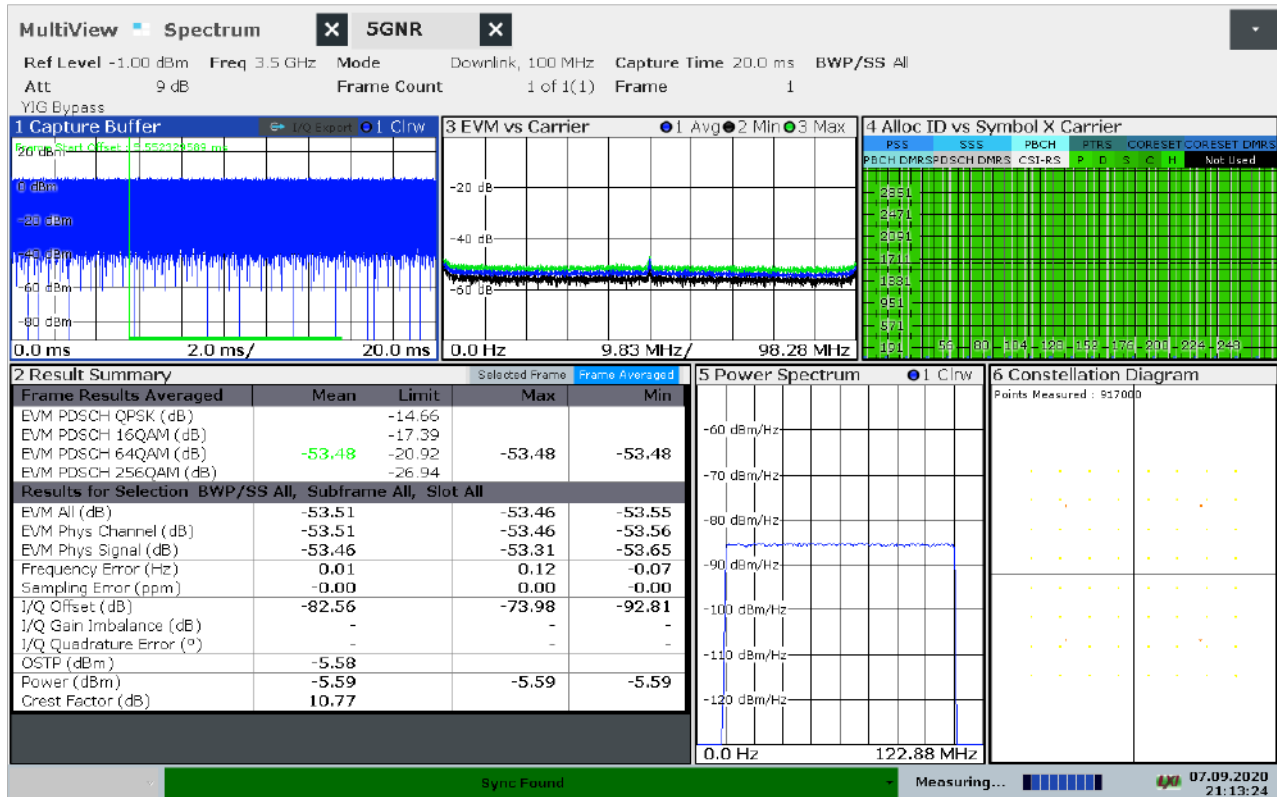 MultiView Spectrum X 5GNR X
Ref Level -1.00 dBm Freq 3.5 GHz Mode Downlink, 100 MHz Capture Time 20.0 ms BWP/SS All
Att 9 dB Frame Count 1 of 1(1) Frame 1
YIG Bypass
1 Capture Buffer I/Q Export 1 Clrw
20 dBm
0 dBm
-20 dBm
-40 dBm
-60 dBm
-80 dBm
0.0 ms 2.0 ms/ 20.0 ms
3 EVM vs Carrier 1 Avg 2 Min 3 Max
-20 dB
-40 dB
-60 dB
0.0 Hz 9.83 MHz/ 98.28 MHz
4 Alloc ID vs Symbol X Carrier
PSS SSS PBCH PTRS CORESET CORESET DMRS
PBCH DMRS PDSCH DMRS CSI-RS P D S C H Not Used
2851
2471
2091
1711
1331
951
571
191 56 80 104 128 152 176 200 224 248
2 Result Summary Selected Frame Frame Averaged
Frame Results Averaged Mean Limit Max Min
EVM PDSCH QPSK (dB) -14.66
EVM PDSCH 16QAM (dB) -17.39
EVM PDSCH 64QAM (dB) -53.48 -20.92 -53.48 -53.48
EVM PDSCH 256QAM (dB) -26.94
Results for Selection BWP/SS All, Subframe All, Slot All
EVM All (dB) -53.51 -53.46 -53.55
EVM Phys Channel (dB) -53.51 -53.46 -53.56
EVM Phys Signal (dB) -53.46 -53.31 -53.65
Frequency Error (Hz) 0.01 0.12 -0.07
Sampling Error (ppm) -0.00 0.00 -0.00
I/Q Offset (dB) -82.56 -73.98 -92.81
I/Q Gain Imbalance (dB) - - -
I/Q Quadrature Error (º) - - -
OSTP (dBm) -5.58
Power (dBm) -5.59 -5.59 -5.59
Crest Factor (dB) 10.77
5 Power Spectrum 1 Clrw
-60 dBm/Hz
-70 dBm/Hz
-80 dBm/Hz
-90 dBm/Hz
-100 dBm/Hz
-110 dBm/Hz
-120 dBm/Hz
0.0 Hz 122.88 MHz
6 Constellation Diagram
Points Measured : 917000
Sync Found Measuring... LXI 07.09.2020
21:13:24